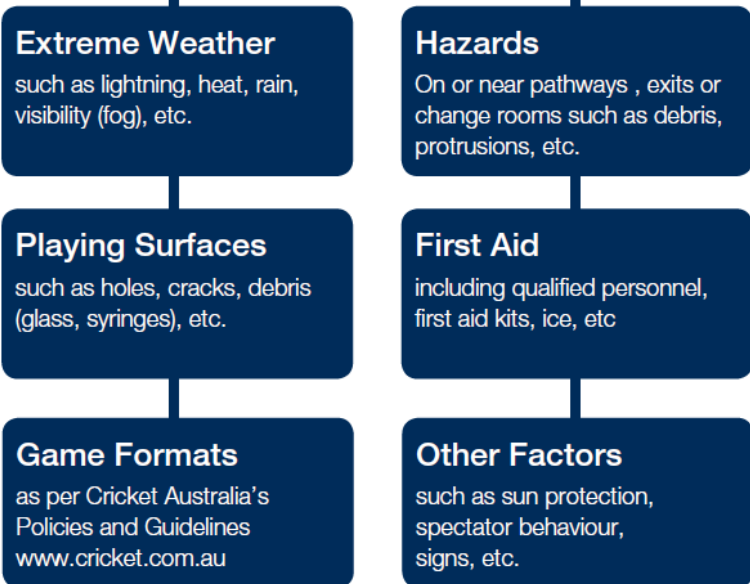 Extreme Weather
such as lightning, heat, rain,
visibility (fog), etc.
Hazards
On or near pathways , exits or
change rooms such as debris,
protrusions, etc.
Playing Surfaces
such as holes, cracks, debris
(glass, syringes), etc.
First Aid
including qualified personnel,
first aid kits, ice, etc
Game Formats
as per Cricket Australia’s
Policies and Guidelines
www.cricket.com.au
Other Factors
such as sun protection,
spectator behaviour,
signs, etc.